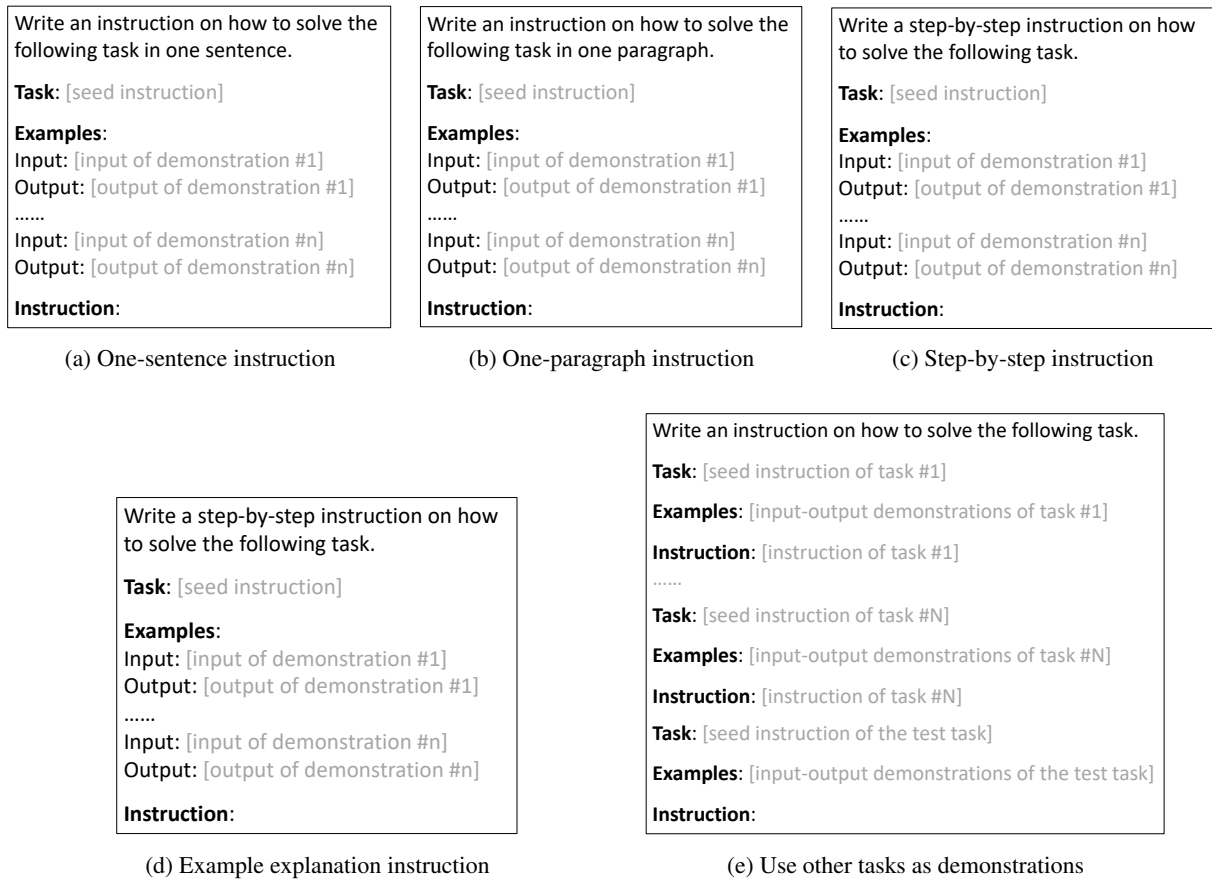 Write an instruction on how to solve the
following task in one sentence.
Task: [seed instruction]
Examples:
Input: [input of demonstration #1]
Output: [output of demonstration #1]
......
Input: [input of demonstration #n]
Output: [output of demonstration #n]
Instruction:
(a) One-sentence instruction
Write an instruction on how to solve the
following task in one paragraph.
Task: [seed instruction]
Examples:
Input: [input of demonstration #1]
Output: [output of demonstration #1]
......
Input: [input of demonstration #n]
Output: [output of demonstration #n]
Instruction:
(b) One-paragraph instruction
Write a step-by-step instruction on how
to solve the following task.
Task: [seed instruction]
Examples:
Input: [input of demonstration #1]
Output: [output of demonstration #1]
......
Input: [input of demonstration #n]
Output: [output of demonstration #n]
Instruction:
(c) Step-by-step instruction
Write a step-by-step instruction on how
to solve the following task.
Task: [seed instruction]
Examples:
Input: [input of demonstration #1]
Output: [output of demonstration #1]
......
Input: [input of demonstration #n]
Output: [output of demonstration #n]
Instruction:
(d) Example explanation instruction
Write an instruction on how to solve the following task.
Task: [seed instruction of task #1]
Examples: [input-output demonstrations of task #1]
Instruction: [instruction of task #1]
......
Task: [seed instruction of task #N]
Examples: [input-output demonstrations of task #N]
Instruction: [instruction of task #N]
Task: [seed instruction of the test task]
Examples: [input-output demonstrations of the test task]
Instruction:
(e) Use other tasks as demonstrations